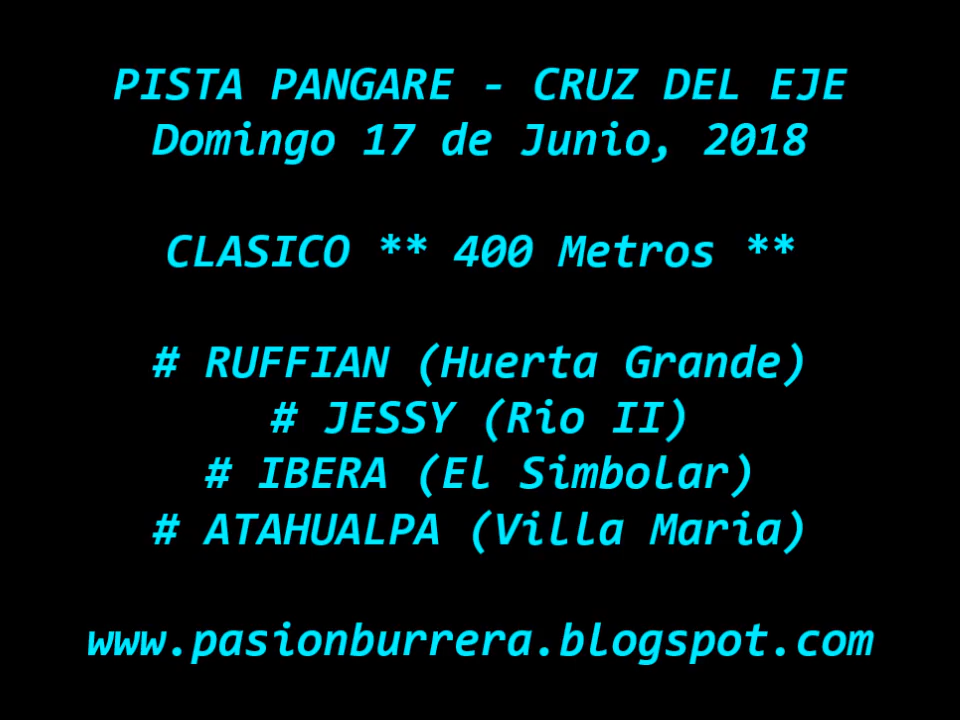 PISTA PANGARE - CRUZ DEL EJE
Domingo 17 de Junio, 2018
CLASICO ** 400 Metros **
# RUFFIAN (Huerta Grande)
# JESSY (Rio II)
# IBERA (El Simbolar)
# ATAHUALPA (Villa Maria)
www.pasionburrera.blogspot.com